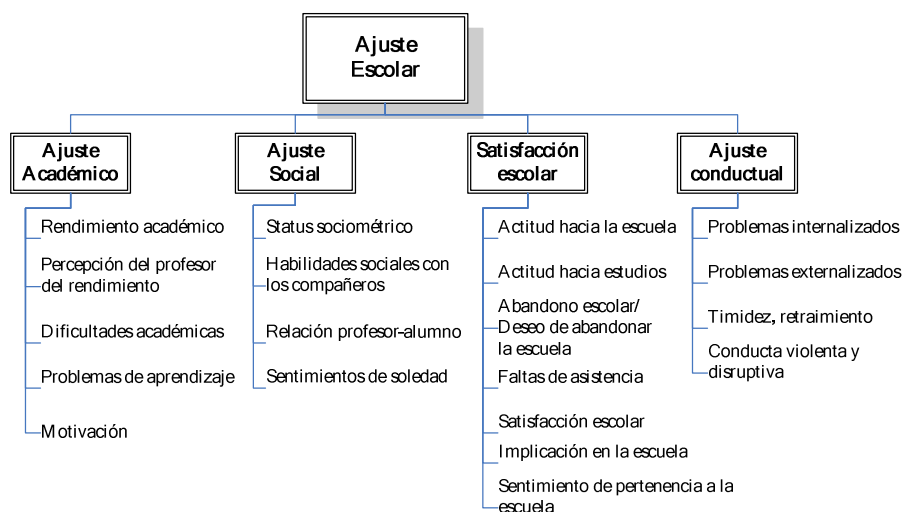 Ajuste
Escolar
Ajuste
Académico
Rendimiento académico
Percepción del profesor
del rendimiento
Dificultades académicas
Problemas de aprendizaje
Motivación
Ajuste
Social
Status sociométrico
Habilidades sociales con
los compañeros
Relación profesor-alumno
Sentimientos de soledad
Satisfacción
escolar
Actitud hacia la escuela
Actitud hacia estudios
Abandono escolar/
Deseo de abandonar
la escuela
Faltas de asistencia
Satisfacción escolar
Implicación en la escuela
Sentimiento de pertenencia a la
escuela
Ajuste
conductual
Problemas internalizados
Problemas externalizados
Timidez, retraimiento
Conducta violenta y
disruptiva